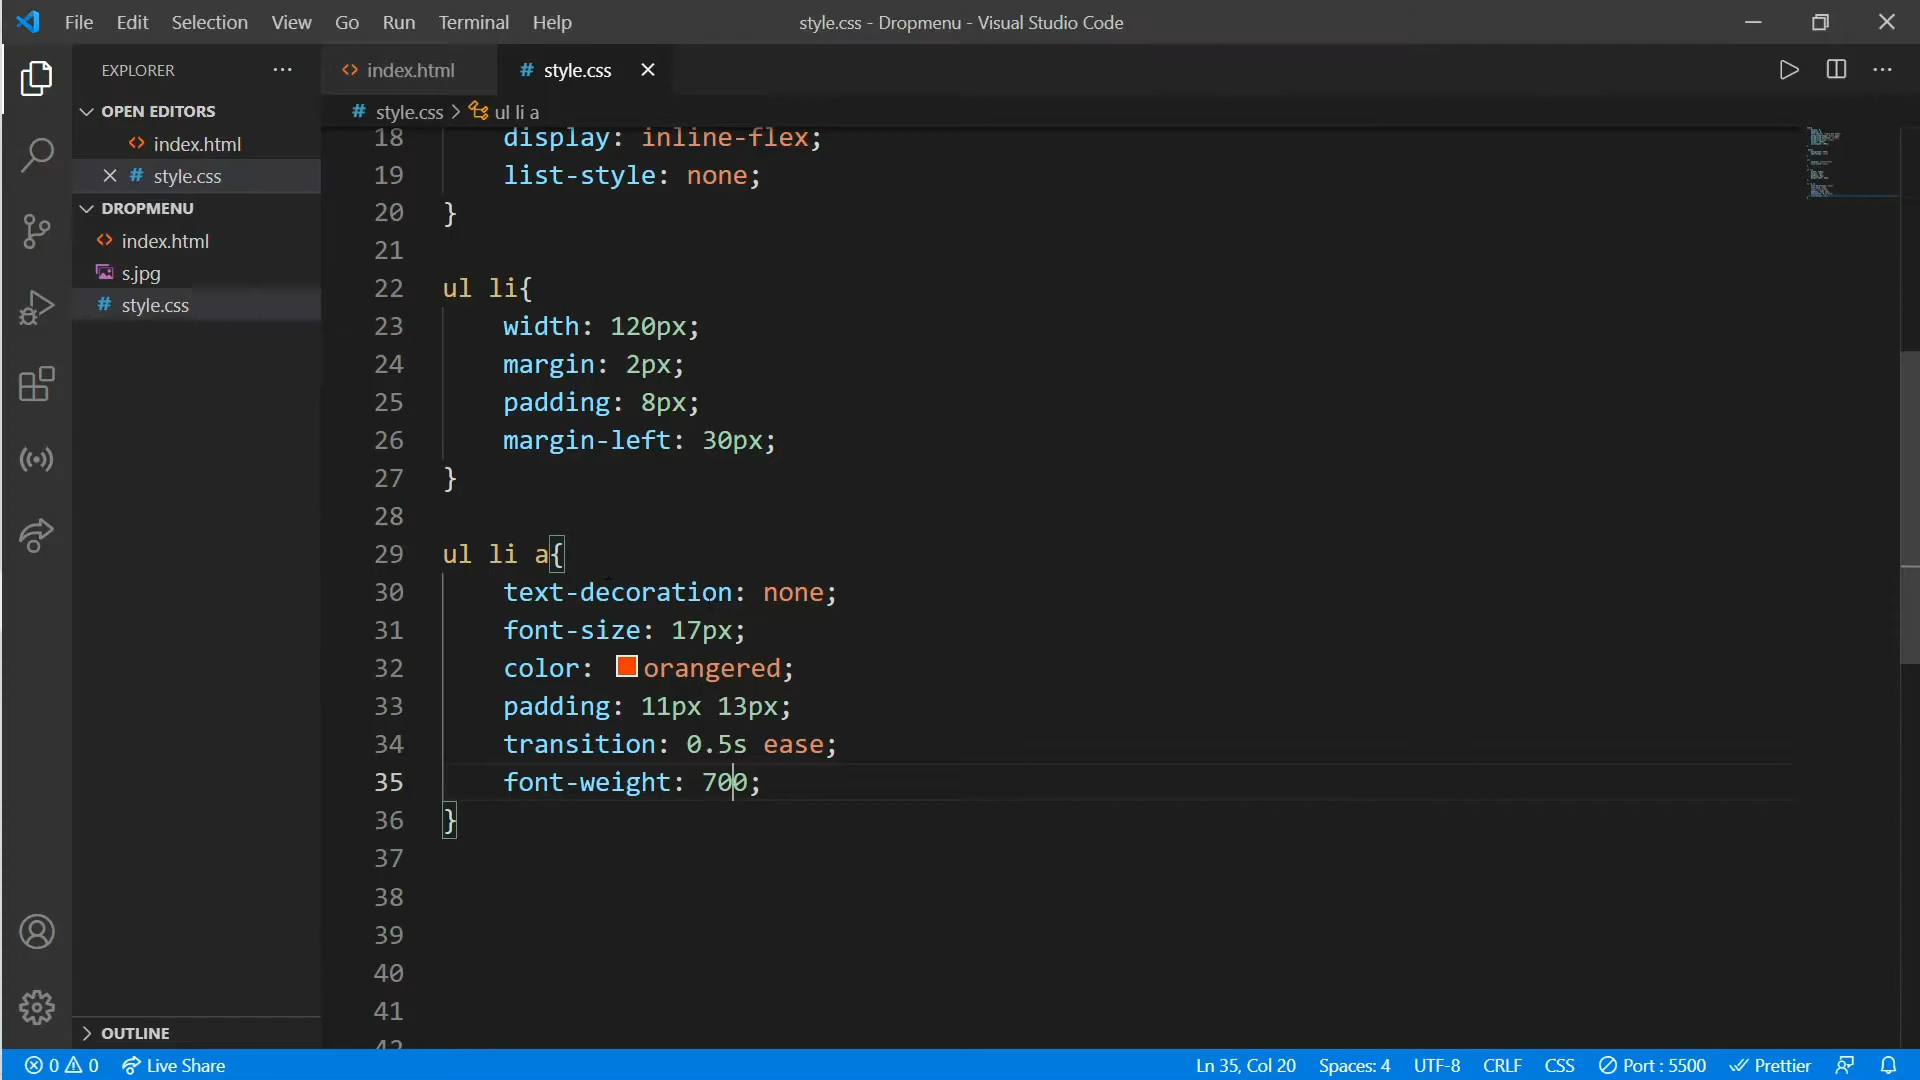 File Edit Selection View Go Run Terminal Help
style.css - Dropmenu - Visual Studio Code
EXPLORER
index.html
style.css
OPEN EDITORS
index.html
style.css
DROPMENU
index.html
s.jpg
style.css
OUTLINE
style.css > ul li a
18 display: inline-flex;
19 list-style: none;
20 }
21
22 ul li{
23 width: 120px;
24 margin: 2px;
25 padding: 8px;
26 margin-left: 30px;
27 }
28
29 ul li a{
30 text-decoration: none;
31 font-size: 17px;
32 color: orangered;
33 padding: 11px 13px;
34 transition: 0.5s ease;
35 font-weight: 700;
36 }
37
38
39
40
41
42
0 0 Live Share
Ln 35, Col 20 Spaces: 4 UTF-8 CRLF CSS Port : 5500 Prettier